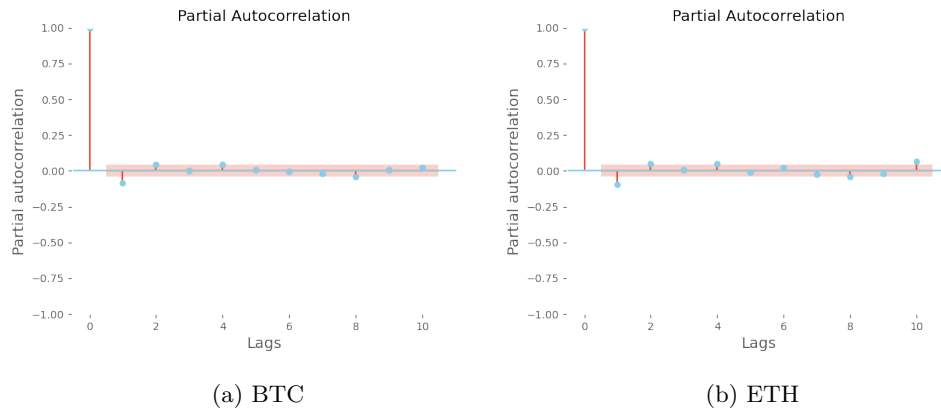 Partial Autocorrelation
Partial autocorrelation
1.00
0.75
0.50
0.25
0.00
−0.25
−0.50
−0.75
−1.00
0 2 4 6 8 10
Lags
(a) BTC
Partial Autocorrelation
Partial autocorrelation
1.00
0.75
0.50
0.25
0.00
−0.25
−0.50
−0.75
−1.00
0 2 4 6 8 10
Lags
(b) ETH